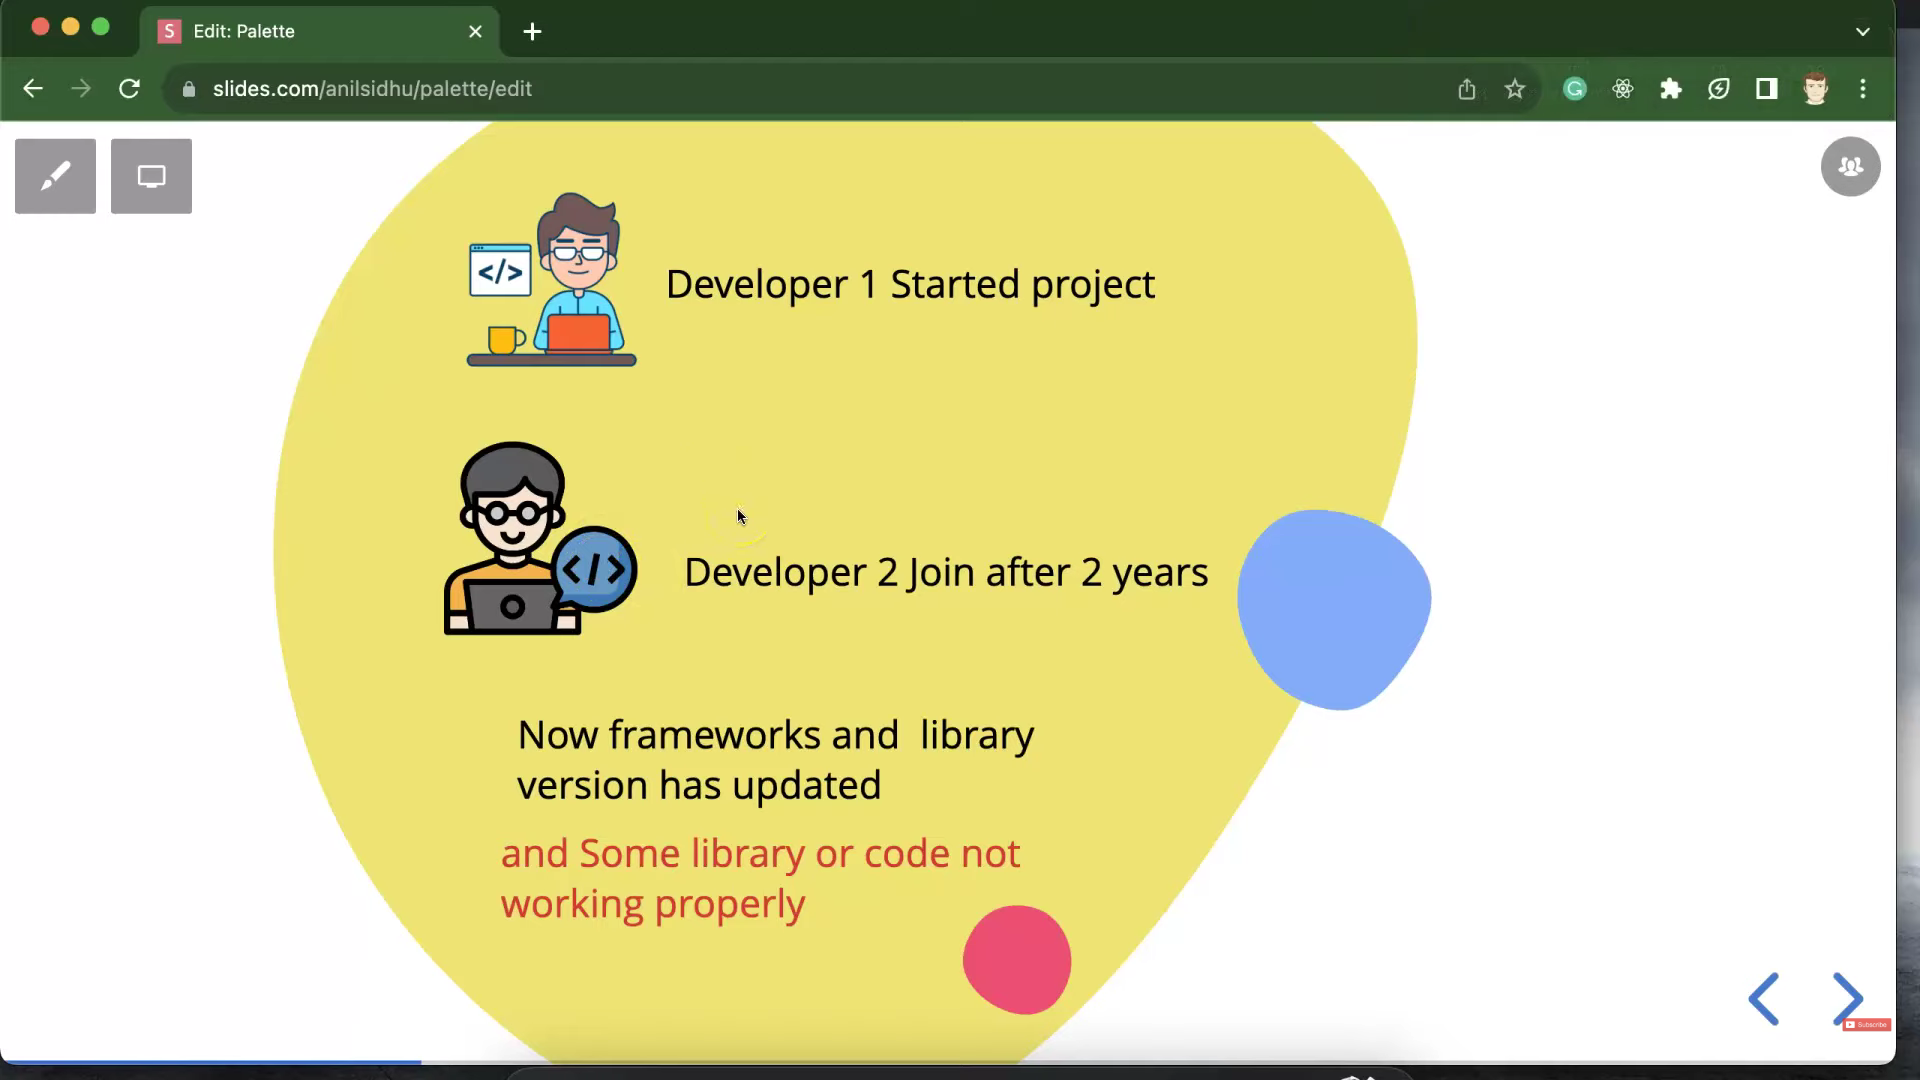 S Edit: Palette
slides.com/anilsidhu/palette/edit
</>
Developer 1 Started project
</>
Developer 2 Join after 2 years
Now frameworks and  library
version has updated
and Some library or code not
working properly
Subscribe